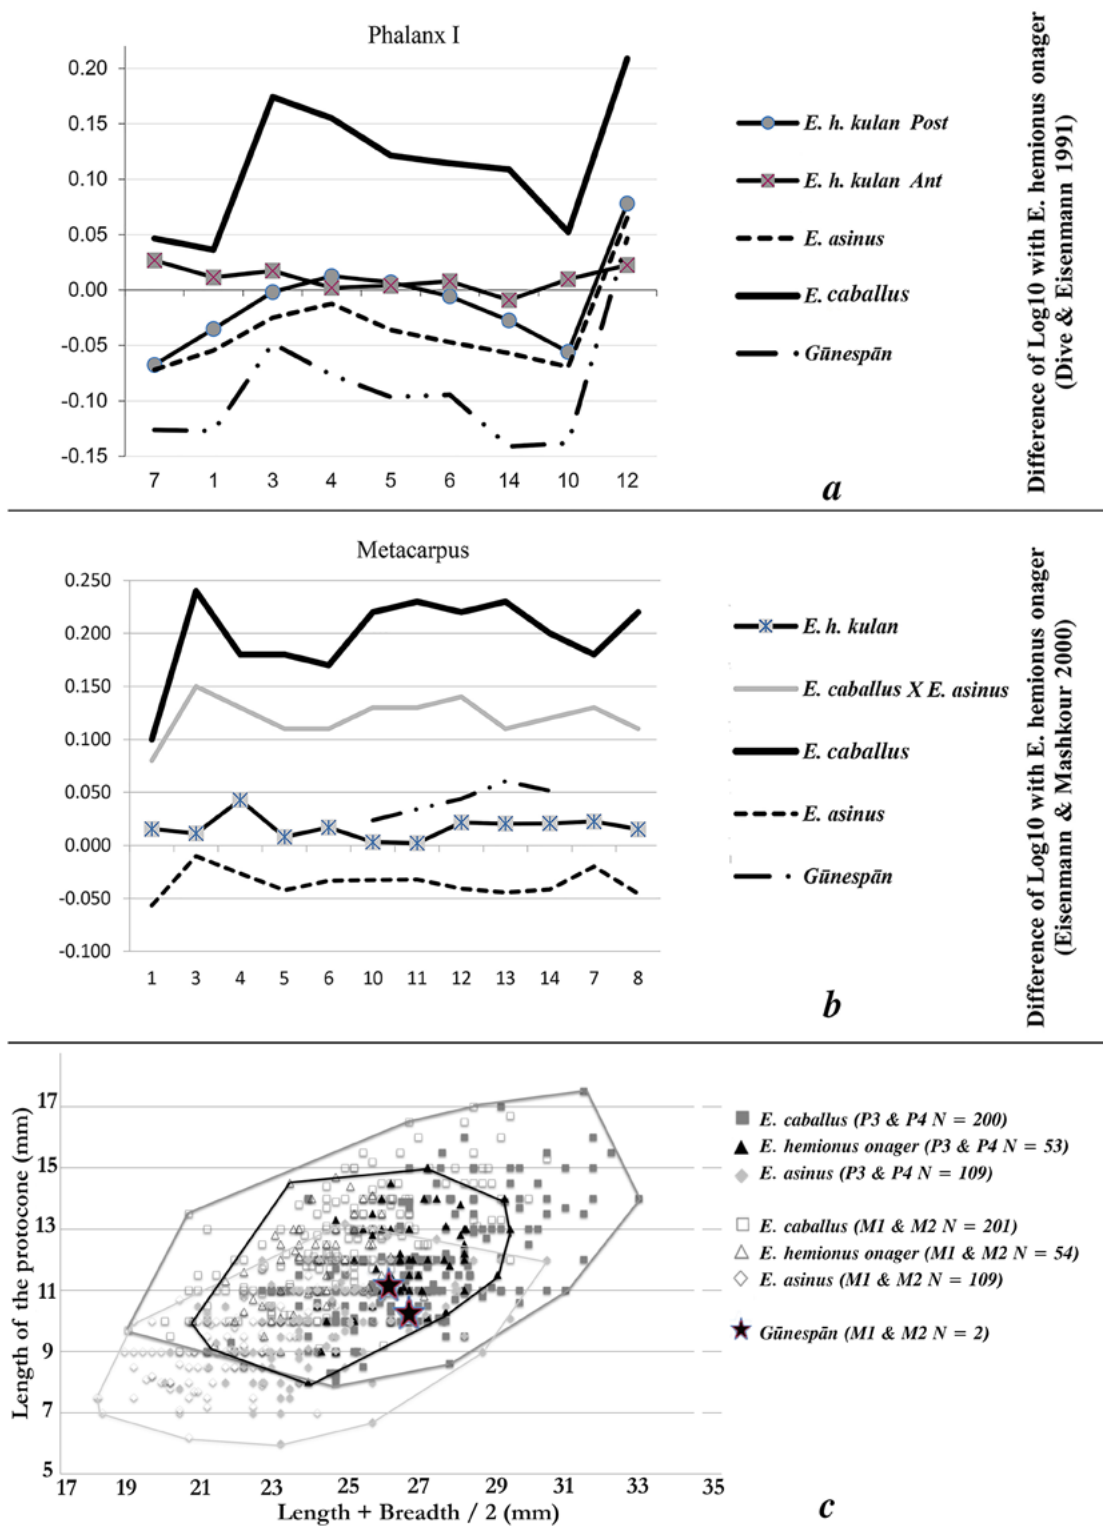 Phalanx I
0.20
0.15
0.10
0.05
0.00
-0.05
-0.10
-0.15
7 1 3 4 5 6 14 10 12
E. h. kulan Post
E. h. kulan Ant
E. asinus
E. caballus
Gūnespān
Difference of Log10 with E. hemionus onager
(Dive & Eisenmann 1991)
a
Metacarpus
0.250
0.200
0.150
0.100
0.050
0.000
-0.050
-0.100
1 3 4 5 6 10 11 12 13 14 7 8
E. h. kulan
E. caballus X E. asinus
E. caballus
E. asinus
Gūnespān
Difference of Log10 with E. hemionus onager
(Eisenmann & Mashkour 2000)
b
Length of the protocone (mm)
17
15
13
11
9
7
5
17 19 21 23 25 27 29 31 33 35
Length + Breadth / 2 (mm)
E. caballus (P3 & P4 N = 200)
E. hemionus onager (P3 & P4 N = 53)
E. asinus (P3 & P4 N = 109)
E. caballus (M1 & M2 N = 201)
E. hemionus onager (M1 & M2 N = 54)
E. asinus (M1 & M2 N = 109)
Gūnespān (M1 & M2 N = 2)
c